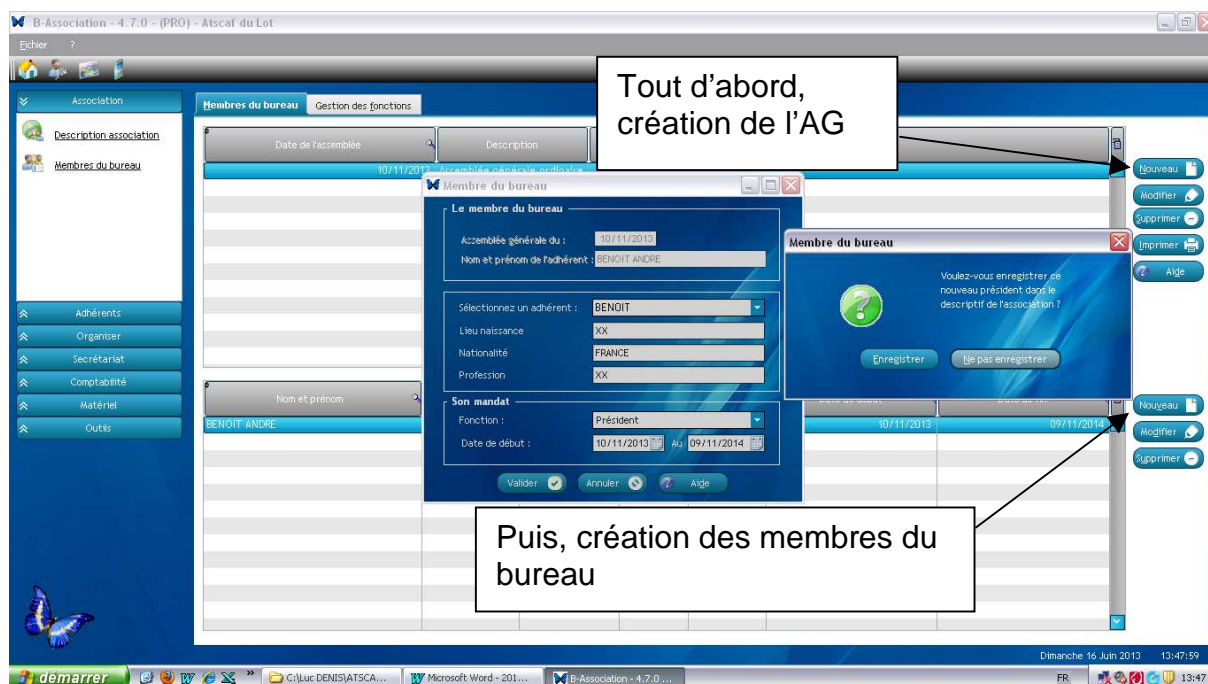 B-Association - 4.7.0 - (PRO) - Atscaf du Lot
Fichier ?
Tout d'abord,
création de l'AG
Association
Description association
Membres du bureau
Adhérents
Organiser
Secrétariat
Comptabilité
Matériel
Outils
Membres du bureau Gestion des fonctions
Date de l'assemblée Description
10/11/2013 Assemblée générale ordinaire
Nouveau
Modifier
Supprimer
Imprimer
Aide
Membre du bureau
Le membre du bureau
Assemblée générale du : 10/11/2013
Nom et prénom de l'adhérent : BENOIT ANDRE
Sélectionnez un adhérent : BENOIT
Lieu naissance XX
Nationalité FRANCE
Profession XX
Son mandat
Fonction : Président
Date de début : 10/11/2013 Au 09/11/2014
Valider Annuler Aide
Membre du bureau
Voulez-vous enregistrer ce
nouveau président dans le
descriptif de l'association ?
Enregistrer Ne pas enregistrer
Nom et prénom
BENOIT ANDRE 10/11/2013 09/11/2014
Nouveau
Modifier
Supprimer
Puis, création des membres du
bureau
Dimanche 16 Juin 2013 13:47:59
démarrer C:\Luc DENIS\ATSCA... Microsoft Word - 201... B-Association - 4.7.0 ... FR 13:47